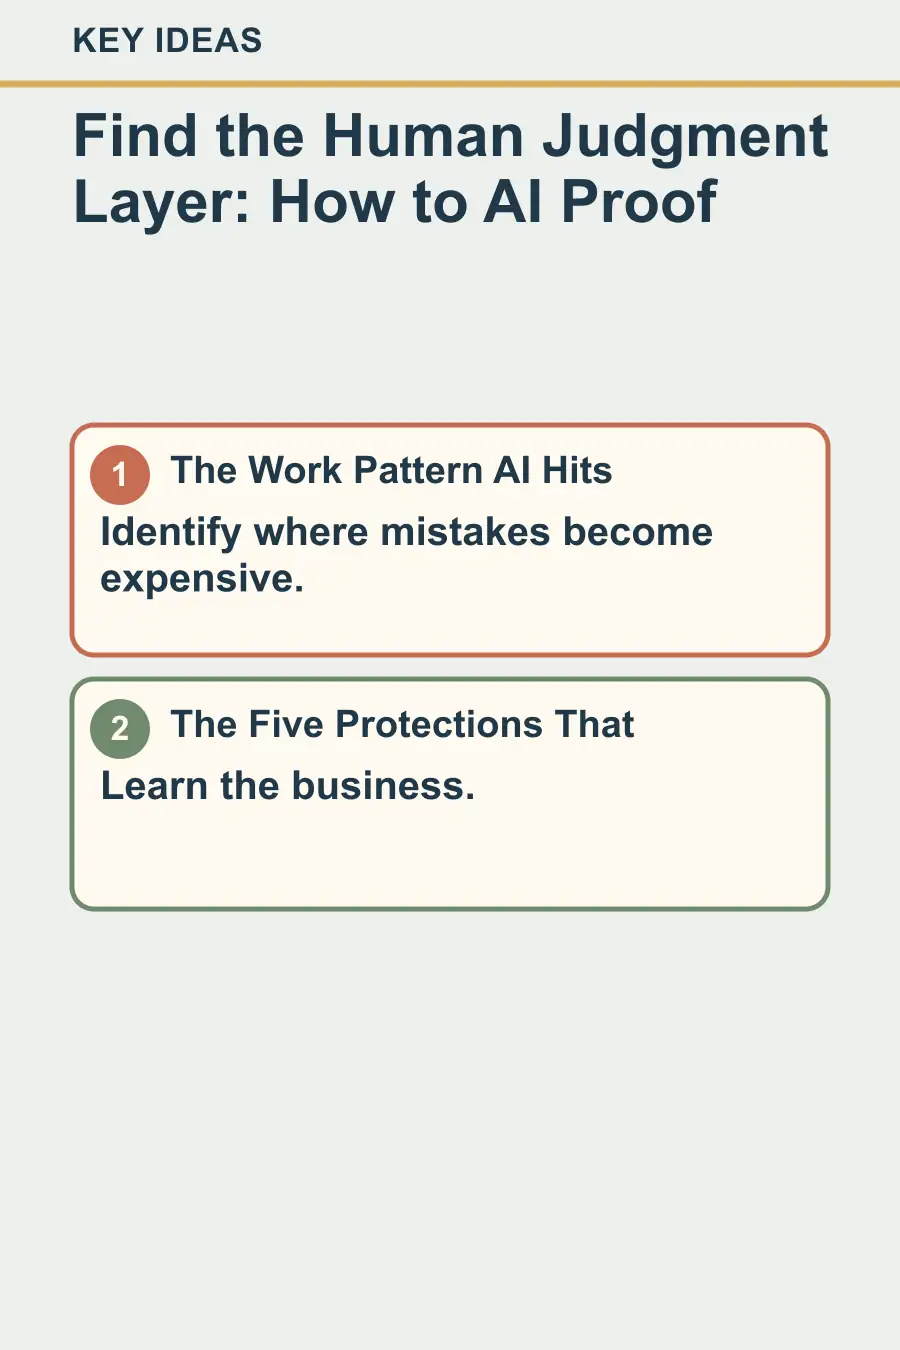 KEY IDEAS
Find the Human Judgment
Layer: How to AI Proof
1 The Work Pattern AI Hits
Identify where mistakes become
expensive.
2 The Five Protections That
Learn the business.